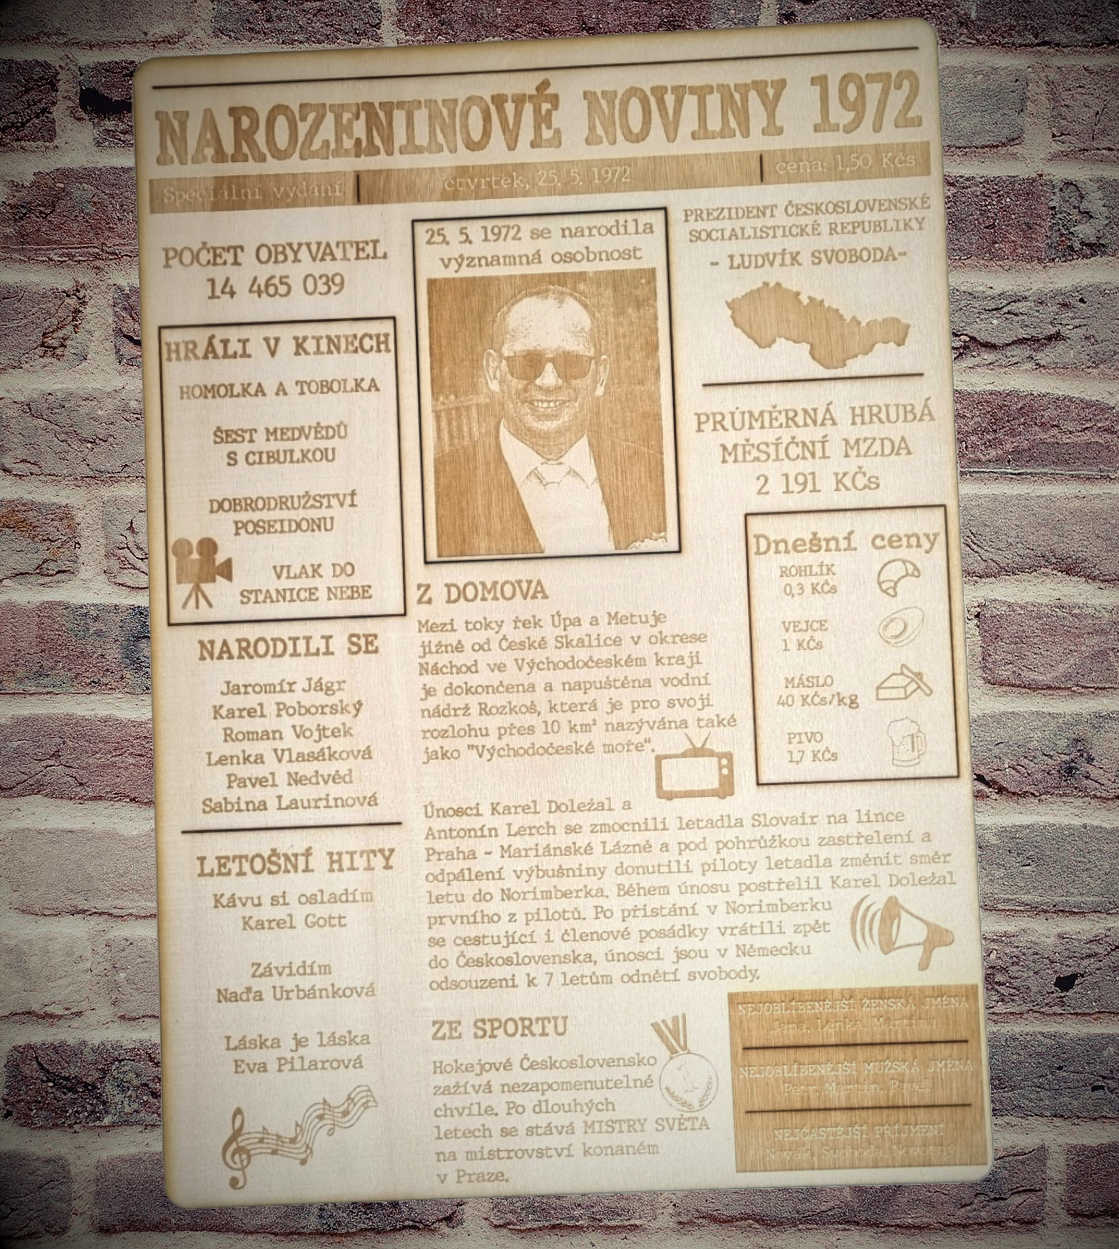 NAROZENINOVÉ NOVINY 1972
Speciální vydání
čtvrtek, 25. 5. 1972
cena: 1,50 Kčs
POČET OBYVATEL
14 465 039
HRÁLI V KINECH
HOMOLKA A TOBOLKA
ŠEST MEDVĚDŮ
S CIBULKOU
DOBRODRUŽSTVÍ
POSEIDONU
VLAK DO
STANICE NEBE
NARODILI SE
Jaromír Jágr
Karel Poborský
Roman Vojtek
Lenka Vlasáková
Pavel Nedvěd
Sabina Laurinová
LETOŠNÍ HITY
Kávu si osladím
Karel Gott
Závidím
Naďa Urbánková
Láska je láska
Eva Pilarová
25. 5. 1972 se narodila
významná osobnost
Z DOMOVA
Mezi toky řek Úpa a Metuje
jižně od České Skalice v okrese
Náchod ve Východočeském kraji
je dokončena a napuštěna vodní
nádrž Rozkoš, která je pro svoji
rozlohu přes 10 km² nazývána také
jako "Východočeské moře".
Únosci Karel Doležal a
Antonín Lerch se zmocnili letadla Slovair na lince
Praha - Mariánské Lázně a pod pohrůžkou zastřelení a
odpálení výbušniny donutili piloty letadla změnit směr
letu do Norimberka. Během únosu postřelil Karel Doležal
prvního z pilotů. Po přistání v Norimberku
se cestující i členové posádky vrátili zpět
do Československa, únosci jsou v Německu
odsouzeni k 7 letům odnětí svobody.
ZE SPORTU
Hokejové Československo
zažívá nezapomenutelné
chvíle. Po dlouhých
letech se stává MISTRY SVĚTA
na mistrovství konaném
v Praze.
PREZIDENT ČESKOSLOVENSKÉ
SOCIALISTICKÉ REPUBLIKY
- LUDVÍK SVOBODA-
PRŮMĚRNÁ HRUBÁ
MĚSÍČNÍ MZDA
2 191 KČs
Dnešní ceny
ROHLÍK
0,3 KČs
VEJCE
1 KČs
MÁSLO
40 KČs/kg
PIVO
1,7 KČs
NEJOBLÍBENĚJŠÍ ŽENSKÁ JMÉNA
Jana, Lenka,
NEJOBLÍBENĚJŠÍ MUŽSKÁ JMÉNA
Petr, Martin, Pavel
NEJČASTĚJŠÍ PŘÍJMENÍ
Novák, Svoboda, Novotný